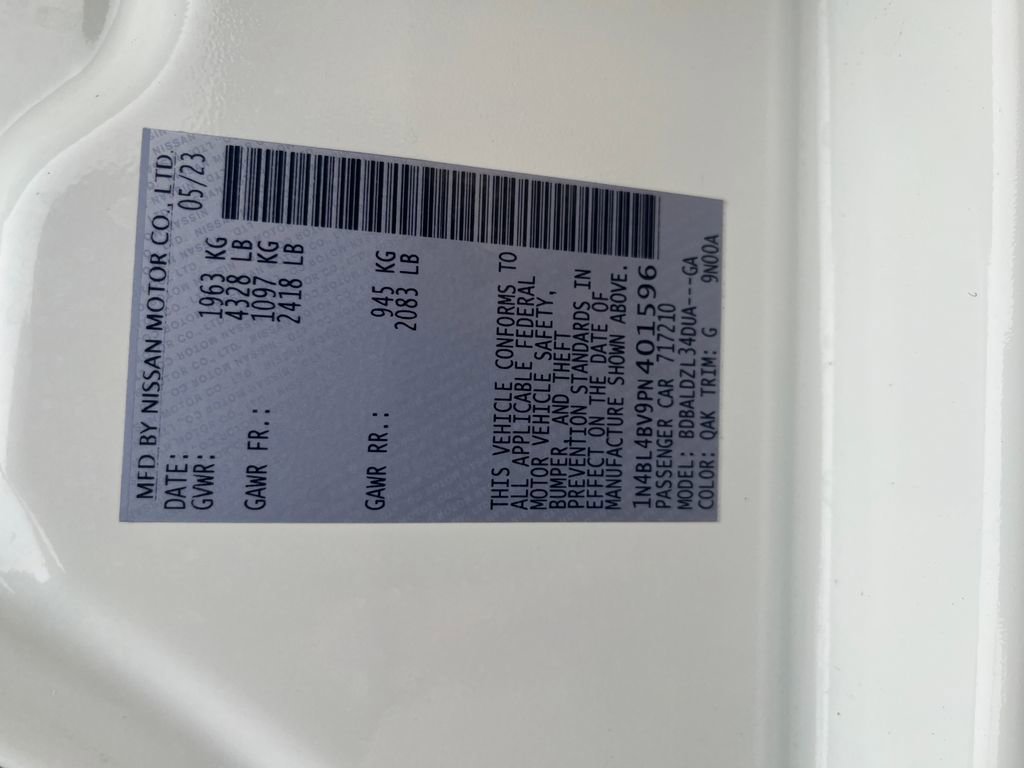 MFD BY NISSAN MOTOR CO., LTD.
DATE: 05/23
GVWR: 1963 KG
4328 LB
GAWR FR.: 1097 KG
2418 LB
GAWR RR.: 945 KG
2083 LB
THIS VEHICLE CONFORMS TO
ALL APPLICABLE FEDERAL
MOTOR VEHICLE SAFETY,
BUMPER, AND THEFT
PREVENTION STANDARDS IN
EFFECT ON THE DATE OF
MANUFACTURE SHOWN ABOVE.
1N4BL4BV9PN401596
PASSENGER CAR 717210
MODEL: BDBALDZL34DUA---GA
COLOR: QAK TRIM: G 9N00A